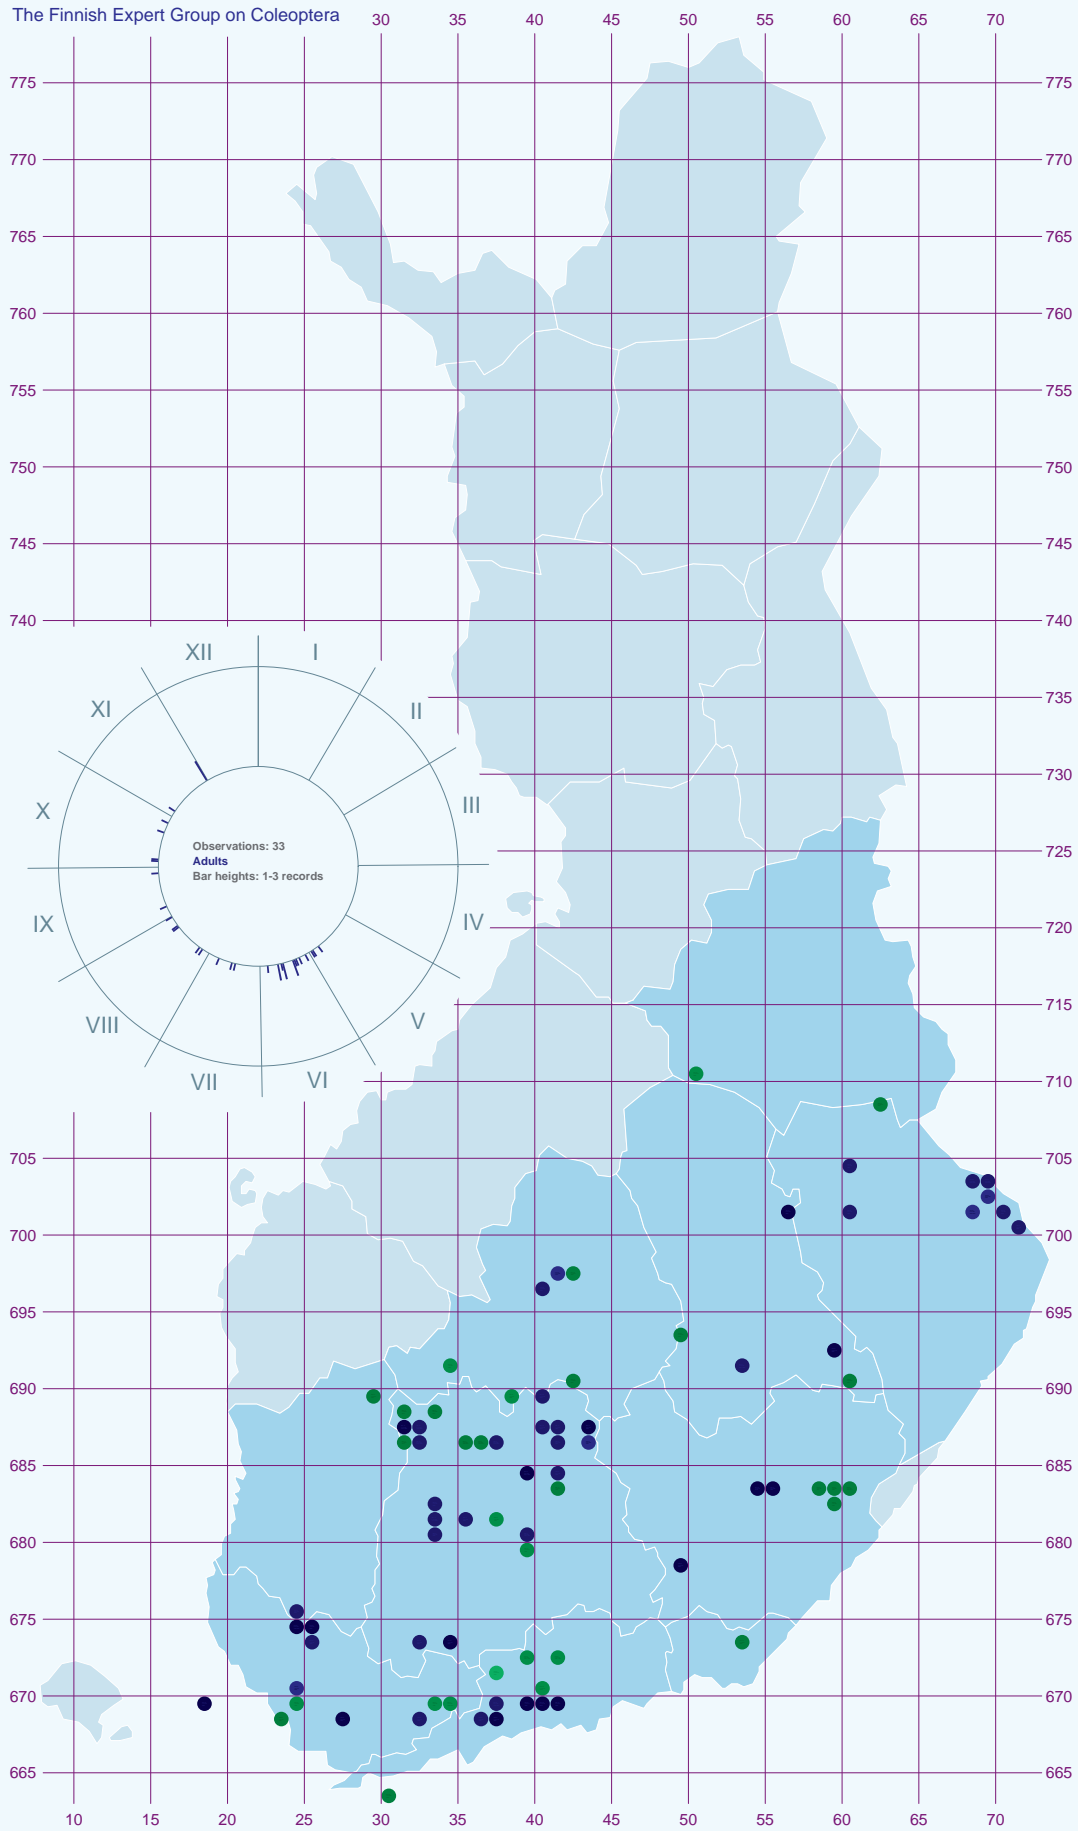 The Finnish Expert Group on Coleoptera
30 35 40 45 50 55 60 65 70
775 775
770 770
765 765
760 760
755 755
750 750
745 745
740 740
735
730
725
720
715
710
705 705
700 700
695 695
690 690
685 685
680 680
675 675
670 670
665 665
10 15 20 25 30 35 40 45 50 55 60 65 70
XII I
XI II
X III
IX IV
VIII V
VII VI
Observations: 33
Adults
Bar heights: 1-3 records